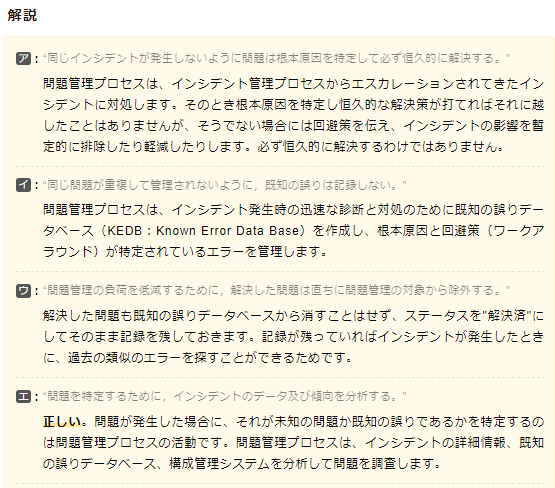 解説
ア：“同じインシデントが発生しないように問題は根本原因を特定して必ず恒久的に解決する。”
問題管理プロセスは、インシデント管理プロセスからエスカレーションされてきたイン
シデントに対処します。そのとき根本原因を特定し恒久的な解決策が打てればそれに越
したことはありませんが、そうでない場合には回避策を伝え、インシデントの影響を暫
定的に排除したり軽減したりします。必ず恒久的に解決するわけではありません。
イ：“同じ問題が重複して管理されないように，既知の誤りは記録しない。”
問題管理プロセスは、インシデント発生時の迅速な診断と対処のために既知の誤りデー
タベース（KEDB：Known Error Data Base）を作成し、根本原因と回避策（ワークア
ラウンド）が特定されているエラーを管理します。
ウ：“問題管理の負荷を低減するために，解決した問題は直ちに問題管理の対象から除外する。”
解決した問題も既知の誤りデータベースから消すことはせず、ステータスを“解決済”に
してそのまま記録を残しておきます。記録が残っていればインシデントが発生したとき
に、過去の類似のエラーを探すことができるためです。
エ：“問題を特定するために，インシデントのデータ及び傾向を分析する。”
正しい。問題が発生した場合に、それが未知の問題か既知の誤りであるかを特定するの
は問題管理プロセスの活動です。問題管理プロセスは、インシデントの詳細情報、既知
の誤りデータベース、構成管理システムを分析して問題を調査します。